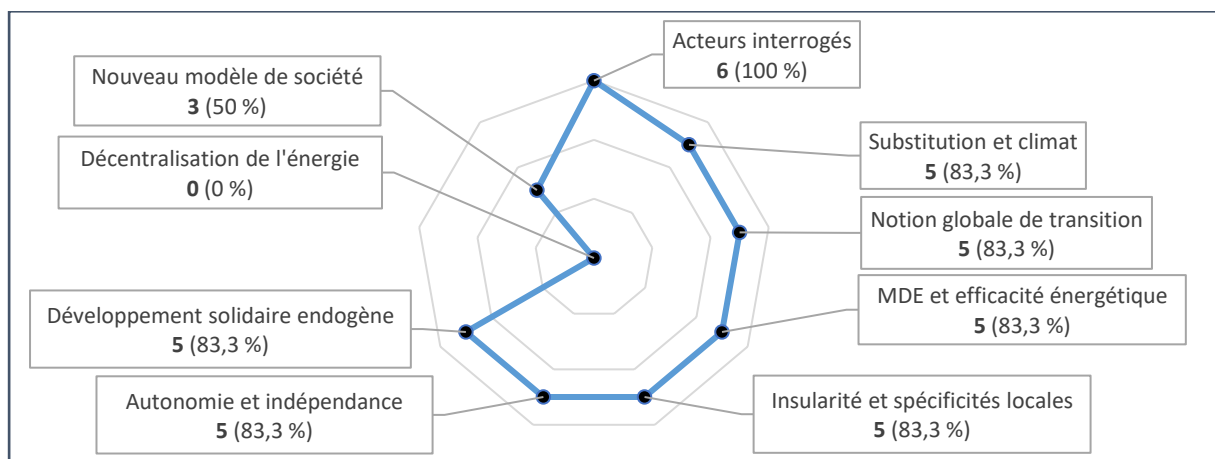 Acteurs interrogés
6 (100 %)
Nouveau modèle de société
3 (50 %)
Substitution et climat
5 (83,3 %)
Décentralisation de l'énergie
0 (0 %)
Notion globale de transition
5 (83,3 %)
MDE et efficacité énergétique
5 (83,3 %)
Développement solidaire endogène
5 (83,3 %)
Autonomie et indépendance
5 (83,3 %)
Insularité et spécificités locales
5 (83,3 %)